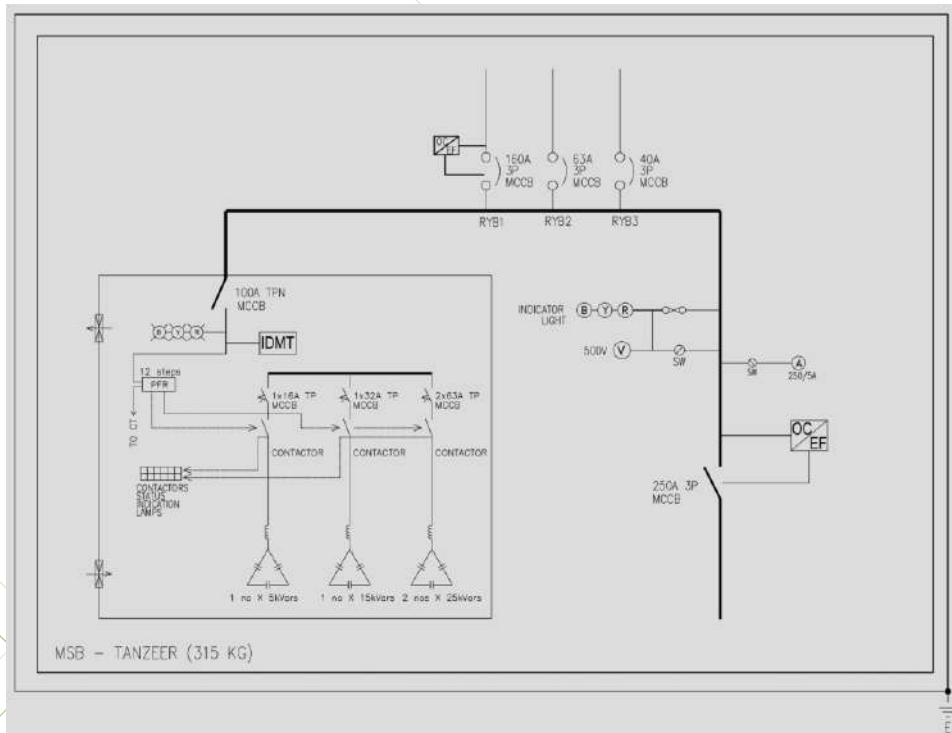 OC
EF
160A
3P
MCCB
63A
3P
MCCB
40A
3P
MCCB
RYB1
RYB2
RYB3
100A TPN
MCCB
B Y R
IDMT
12 steps
PFR
TO CT
1x16A TP
MCCB
1x32A TP
MCCB
2x63A TP
MCCB
CONTACTOR
CONTACTOR
CONTACTOR
CONTACTORS
STATUS
INDICATION
LAMPS
1 no X 5kVars
1 no X 15kVars
2 nos X 25kVars
INDICATOR
LIGHT
B Y R
500V
V
SW
SW
A
250/5A
OC
EF
250A 3P
MCCB
MSB - TANZEER (315 KG)
E